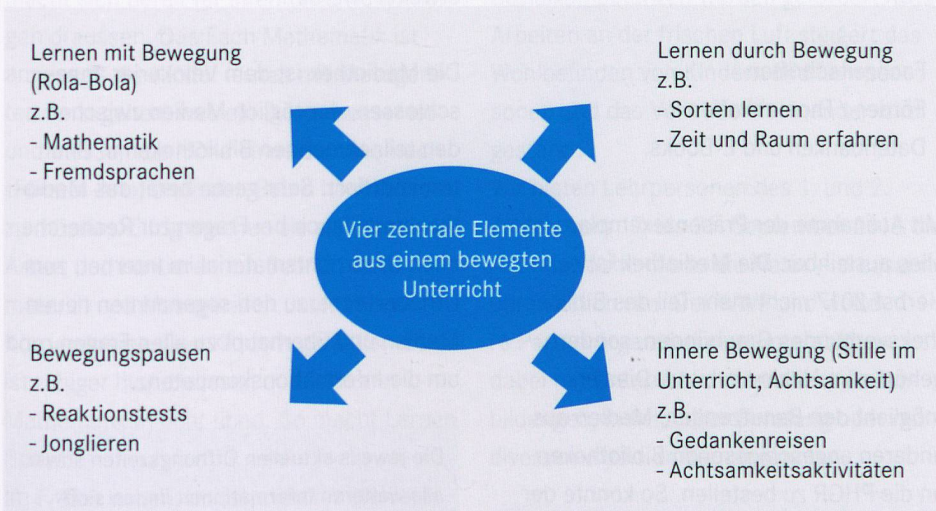 Lernen mit Bewegung
(Rola-Bola)
z.B.
- Mathematik
- Fremdsprachen
Lernen durch Bewegung
z.B.
- Sorten lernen
- Zeit und Raum erfahren
Vier zentrale Elemente
aus einem bewegten
Unterricht
Bewegungspausen
z.B.
- Reaktionstests
- Jonglieren
Innere Bewegung (Stille im
Unterricht, Achtsamkeit)
z.B.
- Gedankenreisen
- Achtsamkeitsaktivitäten